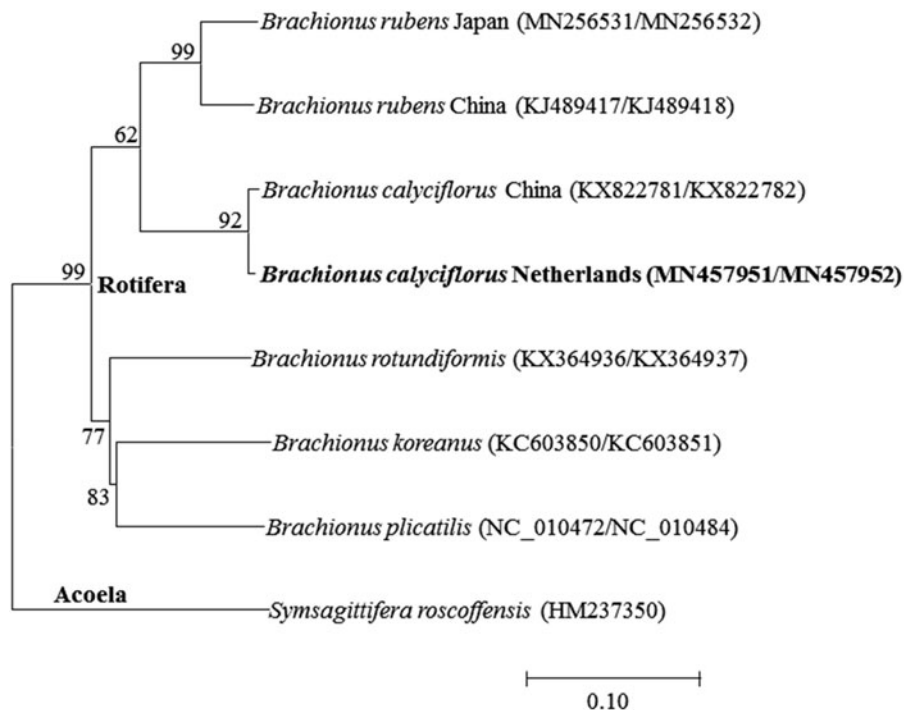 Brachionus rubens Japan (MN256531/MN256532)
99
Brachionus rubens China (KJ489417/KJ489418)
62
Brachionus calyciflorus China (KX822781/KX822782)
92
Brachionus calyciflorus Netherlands (MN457951/MN457952)
99
Rotifera
Brachionus rotundiformis (KX364936/KX364937)
77
Brachionus koreanus (KC603850/KC603851)
83
Brachionus plicatilis (NC_010472/NC_010484)
Acoela
Symsagittifera roscoffensis (HM237350)
0.10